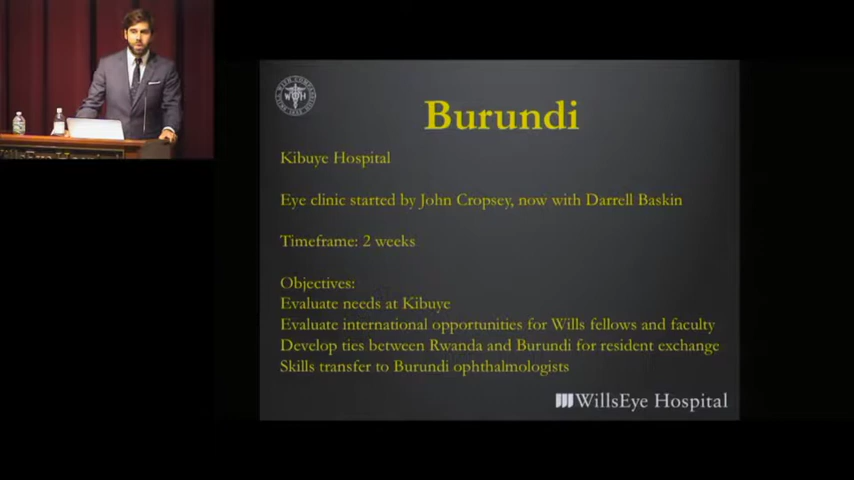 Burundi
Kibuye Hospital
Eye clinic started by John Cropsey, now with Darrell Baskin
Timeframe: 2 weeks
Objectives:
Evaluate needs at Kibuye
Evaluate international opportunities for Wills fellows and faculty
Develop ties between Rwanda and Burundi for resident exchange
Skills transfer to Burundi ophthalmologists
WillsEye Hospital